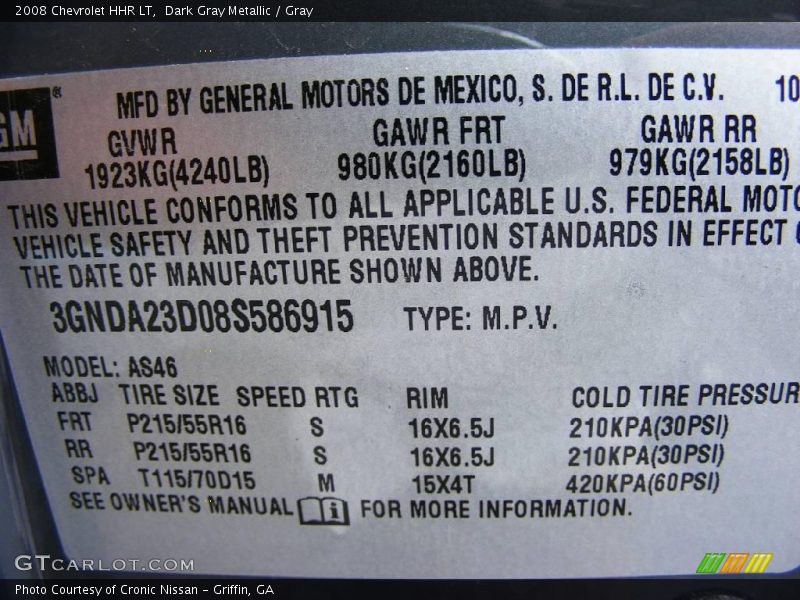 2008 Chevrolet HHR LT,  Dark Gray Metallic / Gray
GM ®
MFD BY GENERAL MOTORS DE MEXICO, S. DE R.L. DE C.V. 10
GVWR GAWR FRT GAWR RR
1923KG(4240LB) 980KG(2160LB) 979KG(2158LB)
THIS VEHICLE CONFORMS TO ALL APPLICABLE U.S. FEDERAL MOTO
VEHICLE SAFETY AND THEFT PREVENTION STANDARDS IN EFFECT
THE DATE OF MANUFACTURE SHOWN ABOVE.
3GNDA23D08S586915 TYPE: M.P.V.
MODEL: AS46
ABBJ TIRE SIZE SPEED RTG RIM COLD TIRE PRESSUR
FRT P215/55R16 S 16X6.5J 210KPA(30PSI)
RR P215/55R16 S 16X6.5J 210KPA(30PSI)
SPA T115/70D15 M 15X4T 420KPA(60PSI)
SEE OWNER'S MANUAL i FOR MORE INFORMATION.
GTCARLOT.COM
Photo Courtesy of Cronic Nissan - Griffin, GA